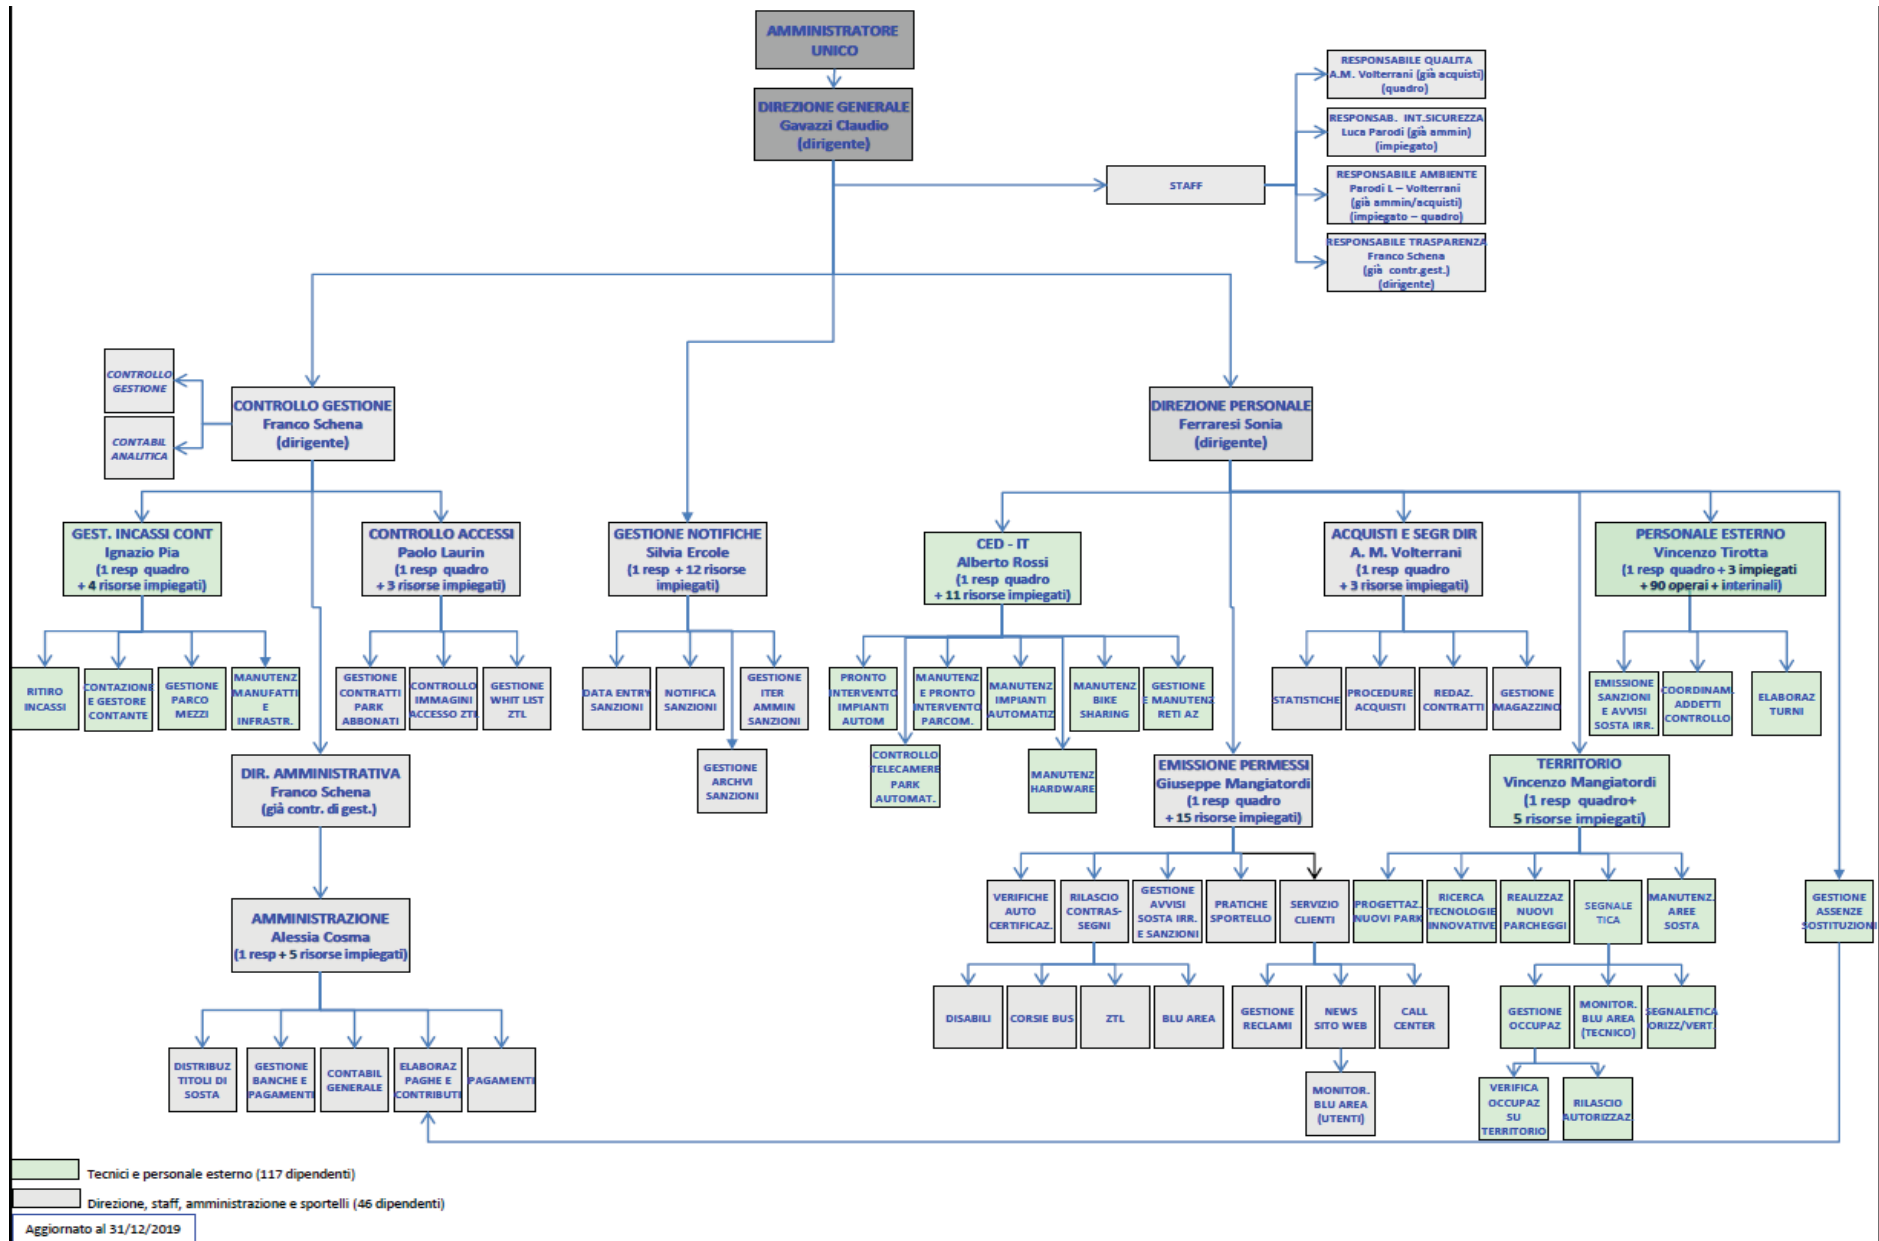 AMMINISTRATORE
UNICO
DIREZIONE GENERALE
Gavazzi Claudio
(dirigente)
STAFF
RESPONSABILE QUALITA
A.M. Volterrani (già acquisti)
(quadro)
RESPONSAB. INT.SICUREZZA
Luca Parodi (già ammin)
(impiegato)
RESPONSABILE AMBIENTE
Parodi L – Volterrani
(già ammin/acquisti)
(impiegato – quadro)
RESPONSABILE TRASPARENZA
Franco Schena
(già contr.gest.)
(dirigente)
CONTROLLO
GESTIONE
CONTABIL
ANALITICA
CONTROLLO GESTIONE
Franco Schena
(dirigente)
DIREZIONE PERSONALE
Ferraresi Sonia
(dirigente)
GEST. INCASSI CONT
Ignazio Pia
(1 resp quadro
+ 4 risorse impiegati)
CONTROLLO ACCESSI
Paolo Laurin
(1 resp quadro
+ 3 risorse impiegati)
GESTIONE NOTIFICHE
Silvia Ercole
(1 resp + 12 risorse
impiegati)
CED - IT
Alberto Rossi
(1 resp quadro
+ 11 risorse impiegati)
ACQUISTI E SEGR DIR
A. M. Volterrani
(1 resp quadro
+ 3 risorse impiegati)
PERSONALE ESTERNO
Vincenzo Tirotta
(1 resp quadro + 3 impiegati
+ 90 operai + interinali)
RITIRO
INCASSI
CONTAZIONE
E GESTORE
CONTANTE
GESTIONE
PARCO
MEZZI
MANUTENZ
MANUFATTI
E
INFRASTR.
GESTIONE
CONTRATTI
PARK
ABBONATI
CONTROLLO
IMMAGINI
ACCESSO ZTL
GESTIONE
WHIT LIST
ZTL
DATA ENTRY
SANZIONI
NOTIFICA
SANZIONI
GESTIONE
ITER
AMMIN
SANZIONI
GESTIONE
ARCHVI
SANZIONI
PRONTO
INTERVENTO
IMPIANTI
AUTOM
MANUTENZ
E PRONTO
INTERVENTO
PARCOM.
MANUTENZ
IMPIANTI
AUTOMATIZ
MANUTENZ
BIKE
SHARING
GESTIONE
E MANUTENZ
RETI AZ
CONTROLLO
TELECAMERE
PARK
AUTOMAT.
MANUTENZ
HARDWARE
STATISTICHE
PROCEDURE
ACQUISTI
REDAZ.
CONTRATTI
GESTIONE
MAGAZZINO
EMISSIONE
SANZIONI
E AVVISI
SOSTA IRR.
COORDINAM.
ADDETTI
CONTROLLO
ELABORAZ
TURNI
DIR. AMMINISTRATIVA
Franco Schena
(già contr. di gest.)
EMISSIONE PERMESSI
Giuseppe Mangiatordi
(1 resp quadro
+ 15 risorse impiegati)
TERRITORIO
Vincenzo Mangiatordi
(1 resp quadro+
5 risorse impiegati)
AMMINISTRAZIONE
Alessia Cosma
(1 resp + 5 risorse impiegati)
VERIFICHE
AUTO
CERTIFICAZ.
RILASCIO
CONTRAS-
SEGNI
GESTIONE
AVVISI
SOSTA IRR.
E SANZIONI
PRATICHE
SPORTELLO
SERVIZIO
CLIENTI
PROGETTAZ.
NUOVI PARK
RICERCA
TECNOLOGIE
INNOVATIVE
REALIZZAZ
NUOVI
PARCHEGGI
SEGNALE
TICA
MANUTENZ.
AREE
SOSTA
GESTIONE
ASSENZE
SOSTITUZIONI
DISABILI
CORSIE BUS
ZTL
BLU AREA
GESTIONE
RECLAMI
NEWS
SITO WEB
CALL
CENTER
GESTIONE
OCCUPAZ
MONITOR.
BLU AREA
(TECNICO)
SEGNALETICA
ORIZZ/VERT.
DISTRIBUZ
TITOLI DI
SOSTA
GESTIONE
BANCHE E
PAGAMENTI
CONTABIL
GENERALE
ELABORAZ
PAGHE E
CONTRIBUTI
PAGAMENTI
MONITOR.
BLU AREA
(UTENTI)
VERIFICA
OCCUPAZ
SU
TERRITORIO
RILASCIO
AUTORIZZAZ.
Tecnici e personale esterno (117 dipendenti)
Direzione, staff, amministrazione e sportelli (46 dipendenti)
Aggiornato al 31/12/2019